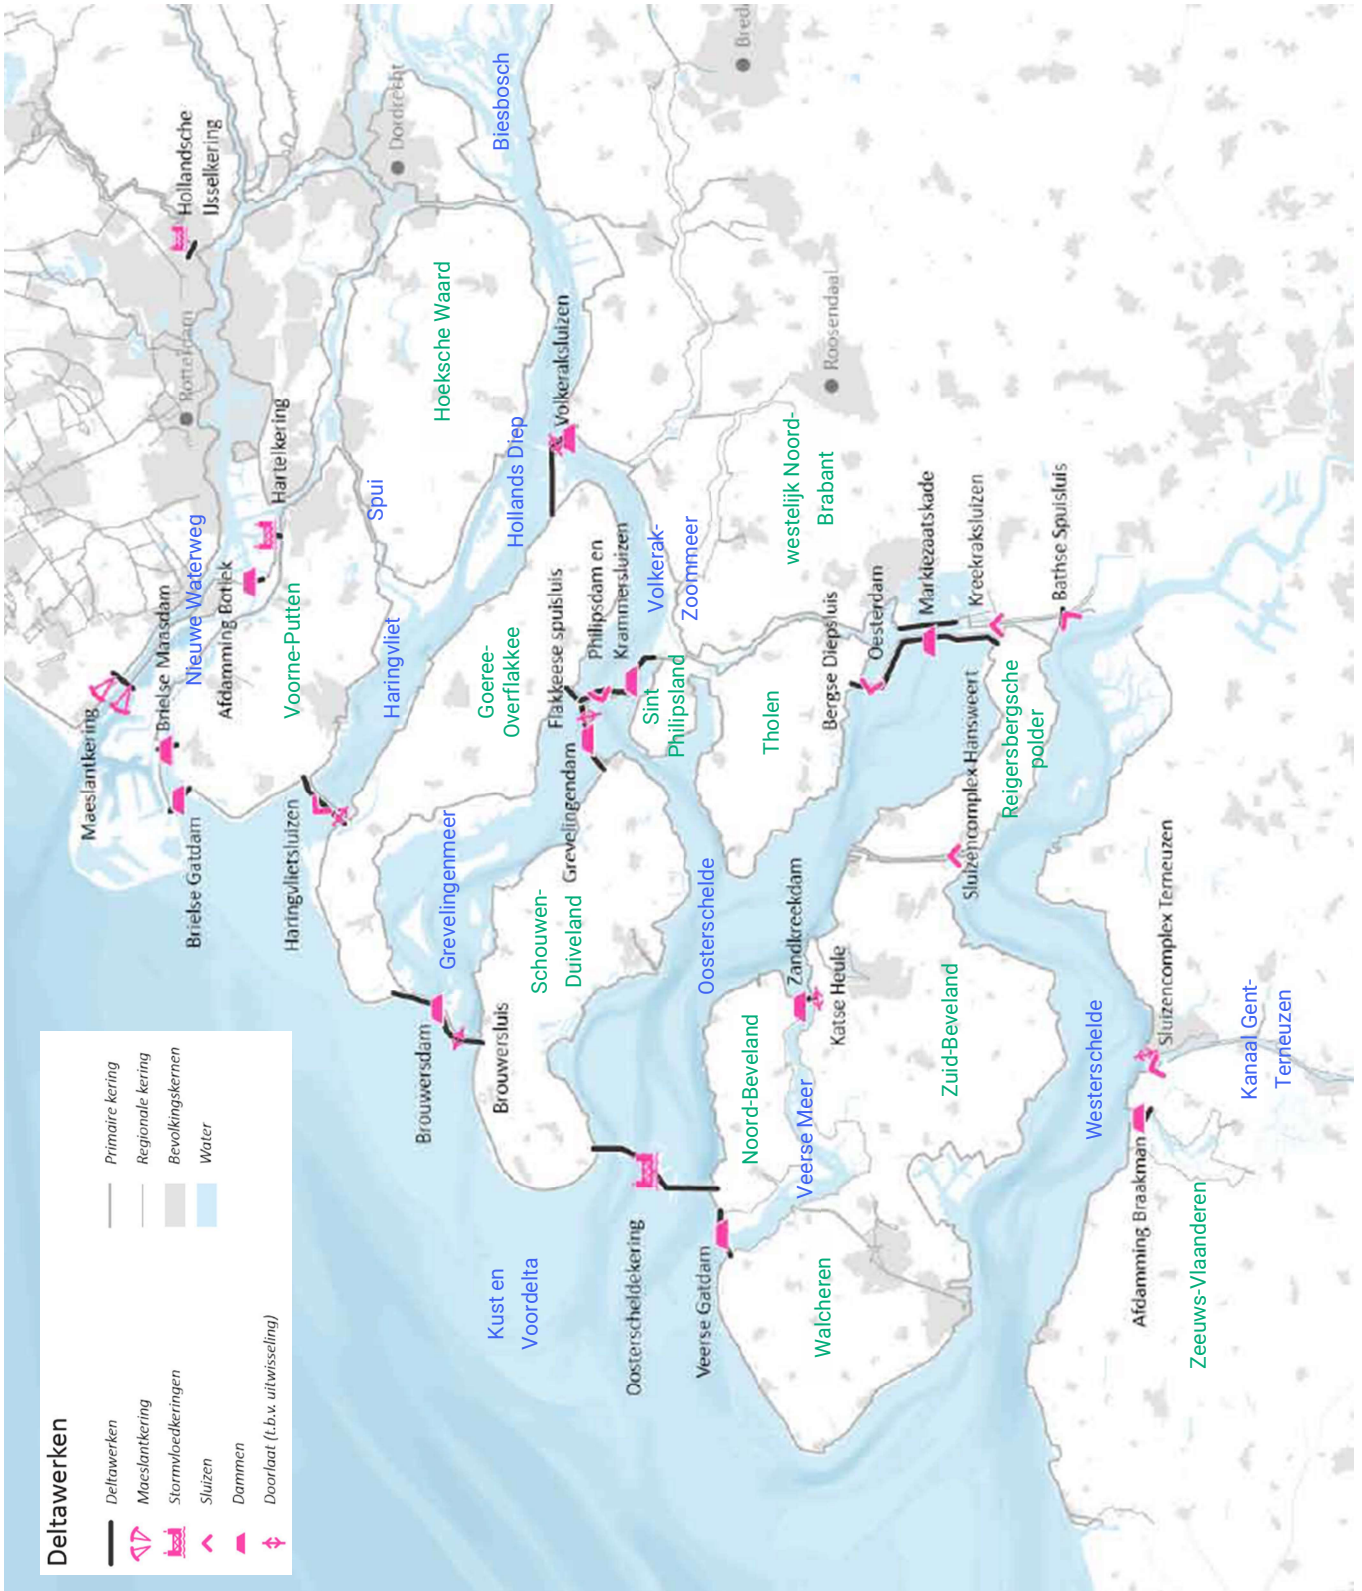 Deltawerken
Deltawerken
Maeslantkering
Stormvloedkeringen
Sluizen
Dammen
Doorlaat (t.b.v. uitwisseling)
Primaire kering
Regionale kering
Bevolkingskernen
Water
Maeslantkering
Brielse Maasdam
Nieuwe Waterweg
Afdamming Botlek
Hartelkering
Rotterdam
Hollandsche
IJsselkering
Dordrecht
Biesbosch
Breda
Brielse Gatdam
Voorne-Putten
Spui
Hoeksche Waard
Haringvlietsluizen
Haringvliet
Hollands Diep
Volkeraksluizen
Goeree-
Overflakkee
Flakkeese spuisluis
Philipsdam en
Krammersluizen
Volkerak-
Zoommeer
Grevelingenmeer
Grevelingendam
Brouwersdam
Brouwersluis
Schouwen-
Duiveland
Sint
Philipsland
Tholen
westelijk Noord-
Brabant
Roosendaal
Kust en
Voordelta
Oosterscheldekering
Oosterschelde
Bergse Diepsluis
Oesterdam
Markiezaatskade
Kreekraksluizen
Bathse Spuisluis
Veerse Gatdam
Noord-Beveland
Zandkreekdam
Katse Heule
Veerse Meer
Walcheren
Zuid-Beveland
Sluizencomplex Hansweert
Reigersbergsche
polder
Westerschelde
Afdamming Braakman
Sluizencomplex Terneuzen
Zeeuws-Vlaanderen
Kanaal Gent-
Terneuzen